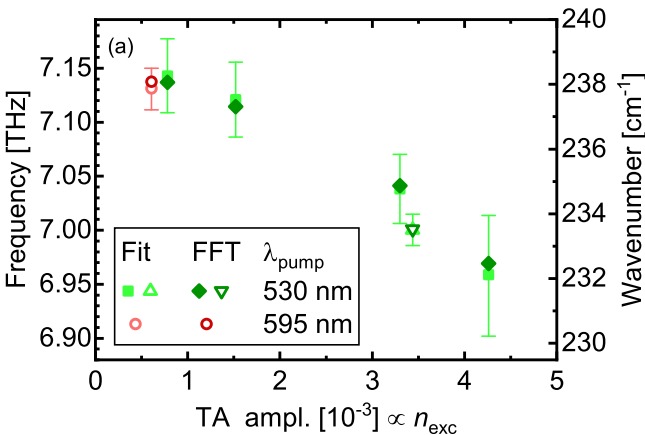 (a)
Frequency [THz]
7.15
7.10
7.05
7.00
6.95
6.90
240
238
236
234
232
230
Wavenumber [cm⁻¹]
Fit FFT λpump
530 nm
595 nm
0 1 2 3 4 5
TA ampl. [10⁻³] ∝ nexc